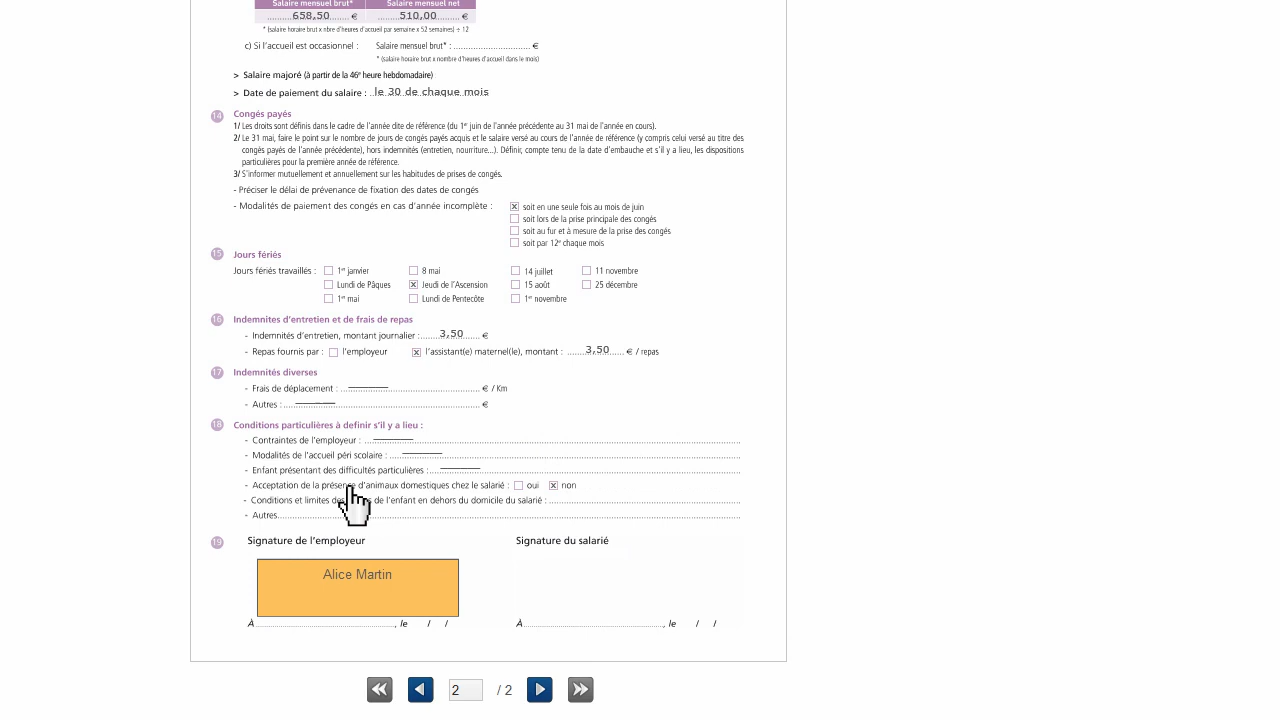 Salaire mensuel brut* Salaire mensuel net
658,50 € 510,00 €
* (salaire horaire brut x nbre d'heures d'accueil par semaine x 52 semaines) ÷ 12
c) Si l'accueil est occasionnel : Salaire mensuel brut* : €
* (salaire horaire brut x nombre d'heures d'accueil dans le mois)
> Salaire majoré (à partir de la 46e heure hebdomadaire)
> Date de paiement du salaire : le 30 de chaque mois
14 Congés payés
1/ Les droits sont définis dans le cadre de l'année dite de référence (du 1er juin de l'année précédente au 31 mai de l'année en cours).
2/ Le 31 mai, faire le point sur le nombre de jours de congés payés acquis et le salaire versé au cours de l'année de référence (y compris celui versé au titre des
congés payés de l'année précédente), hors indemnités (entretien, nourriture...). Définir, compte tenu de la date d'embauche et s'il y a lieu, les dispositions
particulières pour la première année de référence.
3/ S'informer mutuellement et annuellement sur les habitudes de prises de congés.
- Préciser le délai de prévenance de fixation des dates de congés
- Modalités de paiement des congés en cas d'année incomplète : x soit en une seule fois au mois de juin
soit lors de la prise principale des congés
soit au fur et à mesure de la prise des congés
soit par 12e chaque mois
15 Jours fériés
Jours fériés travaillés : 1er janvier 8 mai 14 juillet 11 novembre
Lundi de Pâques x Jeudi de l'Ascension 15 août 25 décembre
1er mai Lundi de Pentecôte 1er novembre
16 Indemnites d'entretien et de frais de repas
- Indemnités d'entretien, montant journalier : 3,50 €
- Repas fournis par : l'employeur x l'assistant(e) maternel(le), montant : 3,50 € / repas
17 Indemnités diverses
- Frais de déplacement : € / Km
- Autres : €
18 Conditions particulières à definir s'il y a lieu :
- Contraintes de l'employeur :
- Modalités de l'accueil péri scolaire :
- Enfant présentant des difficultés particulières :
- Acceptation de la présence d'animaux domestiques chez le salarié : oui x non
- Conditions et limites des de l'enfant en dehors du domicile du salarié :
- Autres
19 Signature de l'employeur Signature du salarié
Alice Martin
À , le / / À , le / /
2 / 2